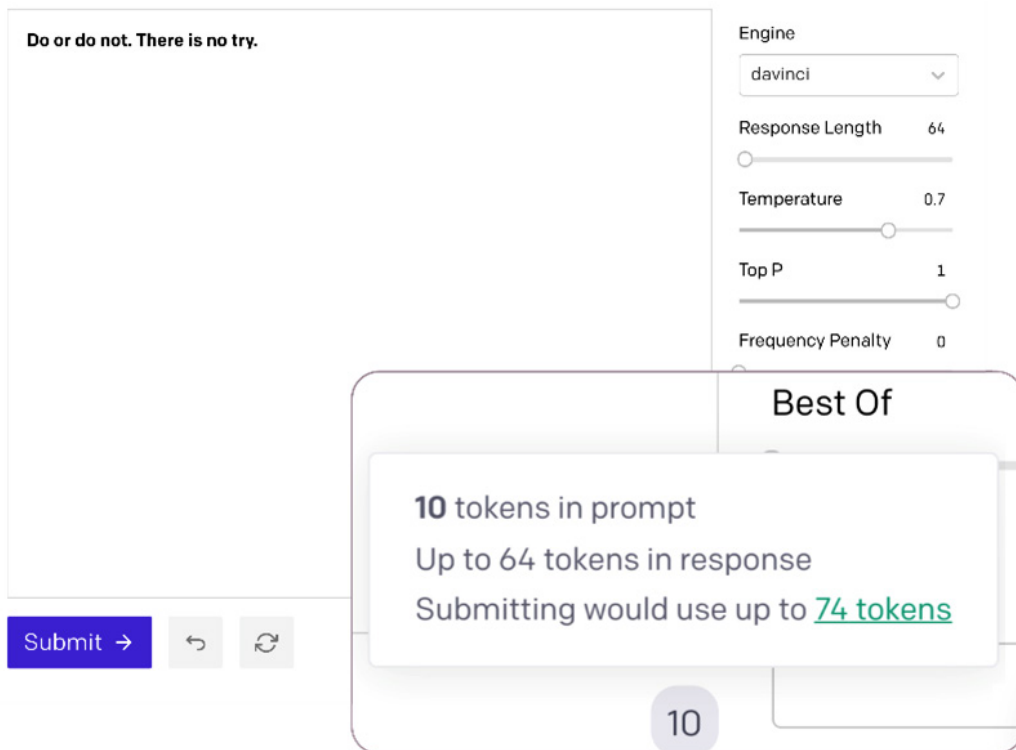 Do or do not. There is no try.
Engine
davinci
Response Length 64
Temperature 0.7
Top P 1
Frequency Penalty 0
Best Of
10 tokens in prompt
Up to 64 tokens in response
Submitting would use up to 74 tokens
Submit →
10